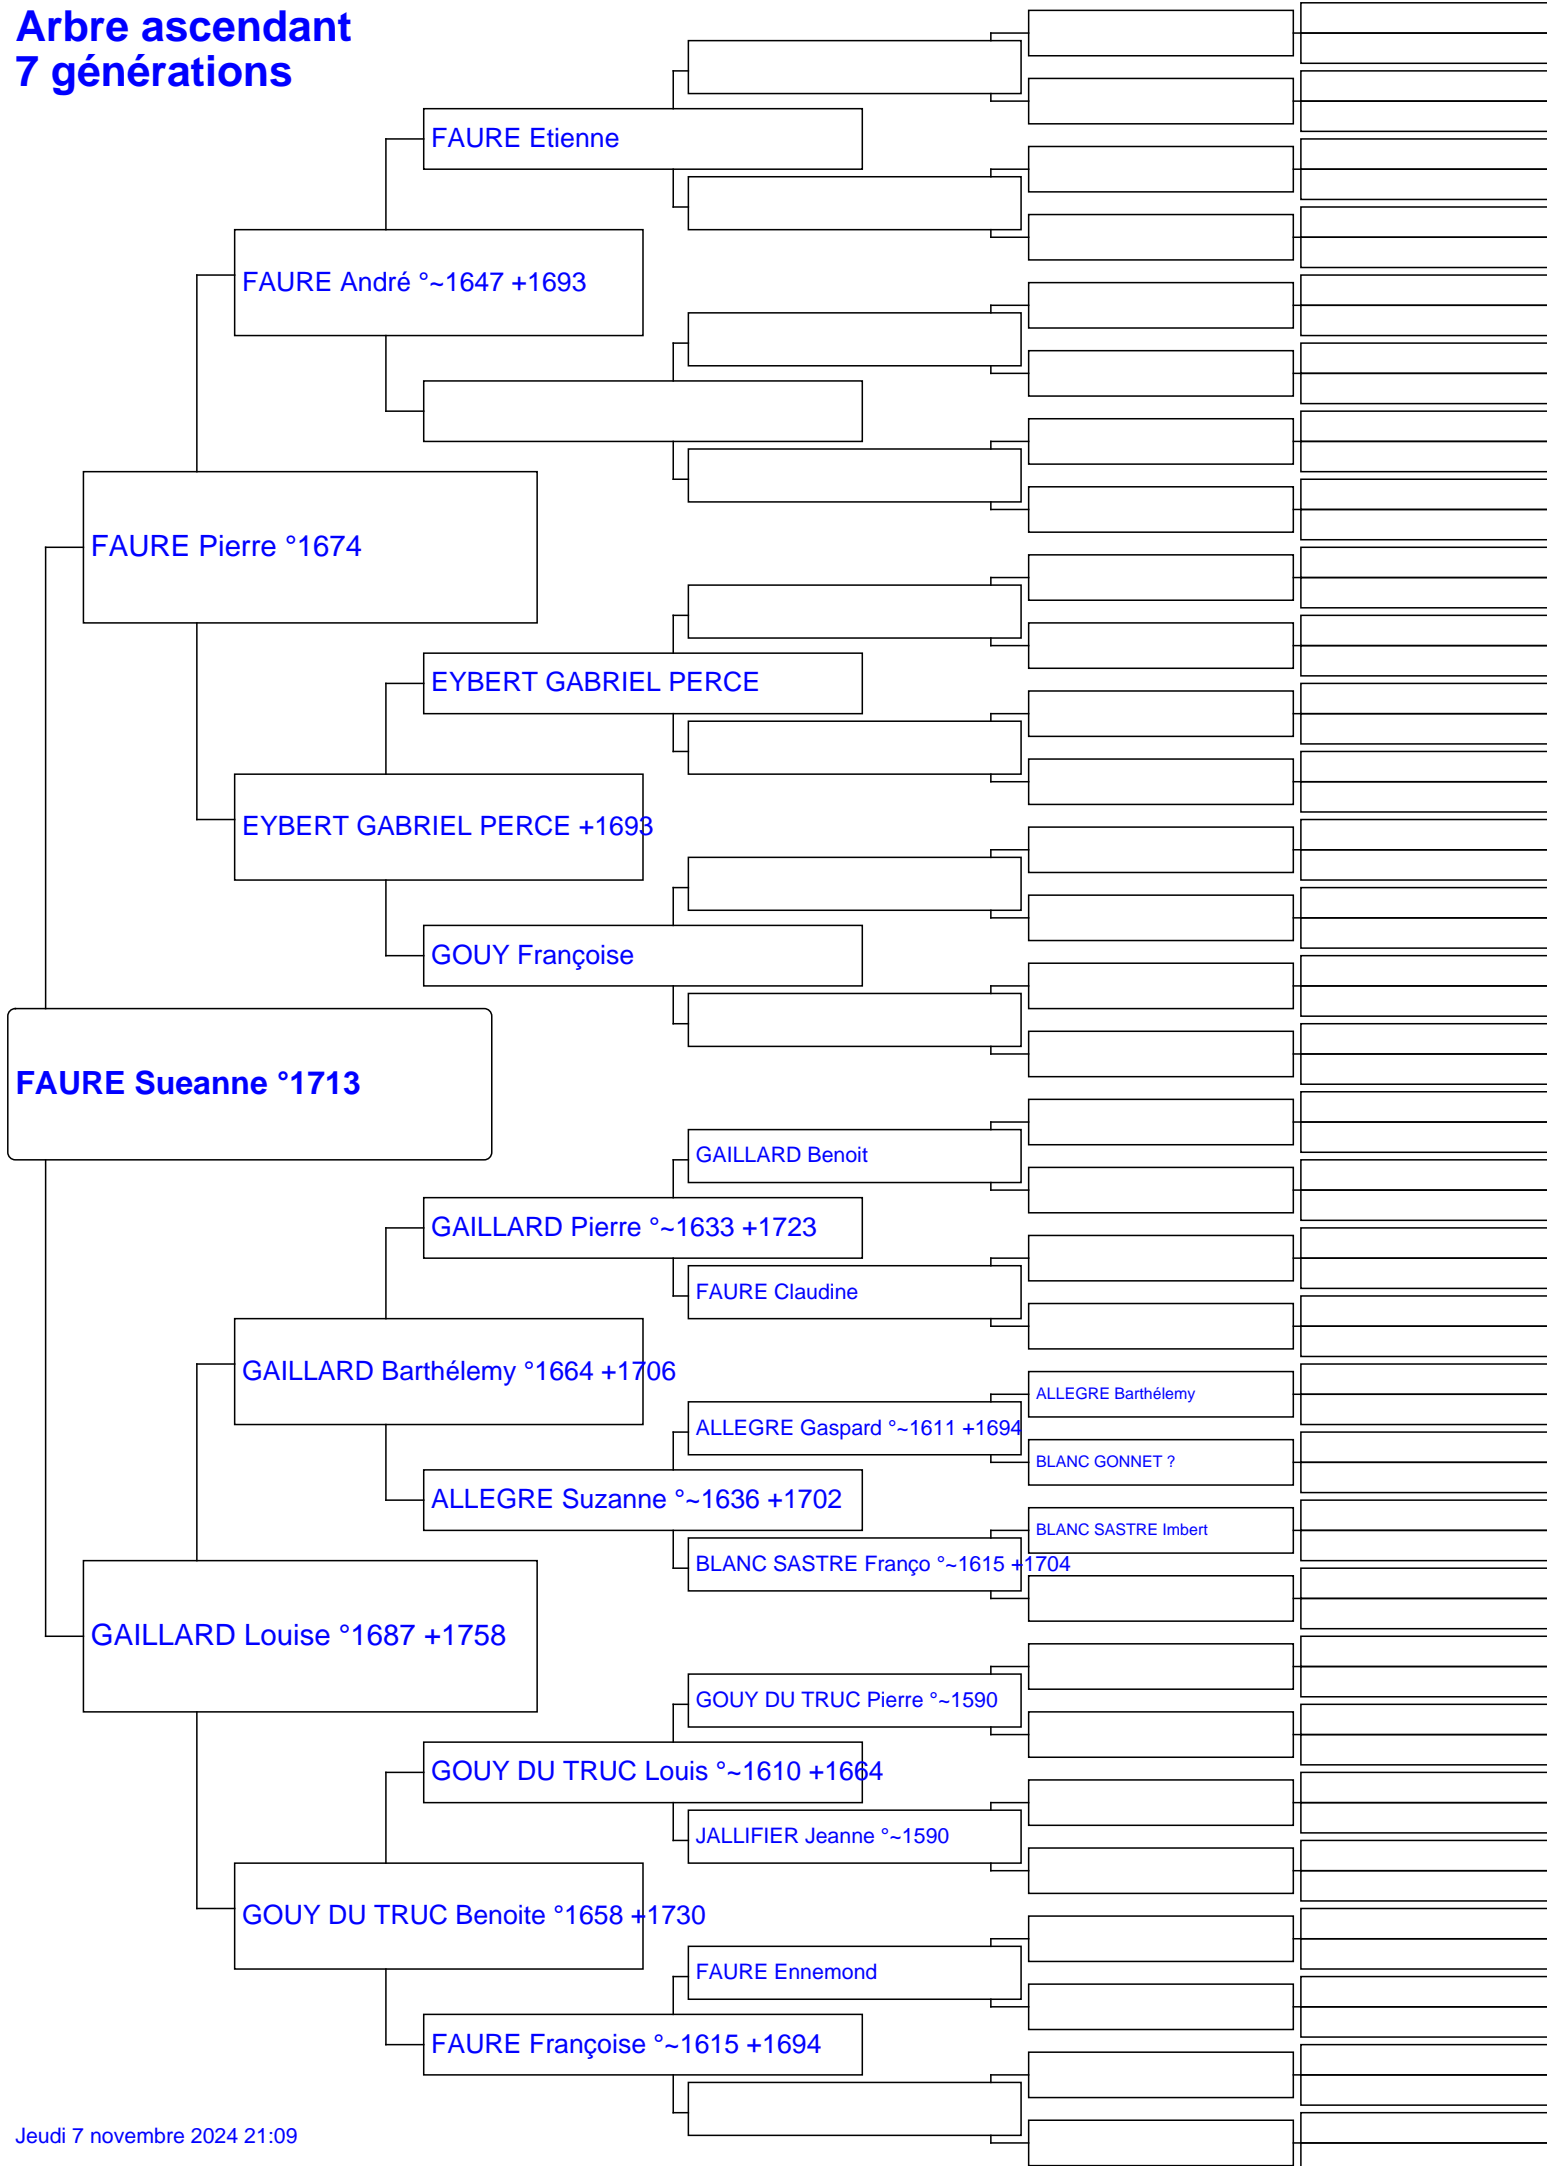 Arbre ascendant
7 générations
FAURE Etienne
FAURE André °~1647 +1693
FAURE Pierre °1674
EYBERT GABRIEL PERCE
EYBERT GABRIEL PERCE +1693
GOUY Françoise
FAURE Sueanne °1713
GAILLARD Benoit
GAILLARD Pierre °~1633 +1723
FAURE Claudine
GAILLARD Barthélemy °1664 +1706
ALLEGRE Barthélemy
ALLEGRE Gaspard °~1611 +1694
BLANC GONNET ?
ALLEGRE Suzanne °~1636 +1702
BLANC SASTRE Imbert
BLANC SASTRE Franço °~1615 +1704
GAILLARD Louise °1687 +1758
GOUY DU TRUC Pierre °~1590
GOUY DU TRUC Louis °~1610 +1664
JALLIFIER Jeanne °~1590
GOUY DU TRUC Benoite °1658 +1730
FAURE Ennemond
FAURE Françoise °~1615 +1694
Jeudi 7 novembre 2024 21:09